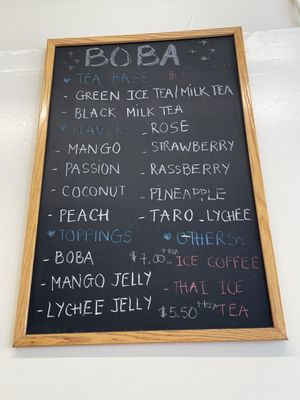 BOBA
TEA BASE
- GREEN ICE TEA/MILK TEA
- BLACK MILK TEA
FLAVER
- ROSE
- MANGO
- STRAWBERRY
- PASSION
- RASSBERRY
- COCONUT
- PINEAPPLE
- PEACH
- TARO - LYCHEE
TOPPINGS
OTHERS
- BOBA
$7.00 +tax
- ICE COFFEE
- MANGO JELLY
- THAI ICE TEA
- LYCHEE JELLY
$5.50 +tax